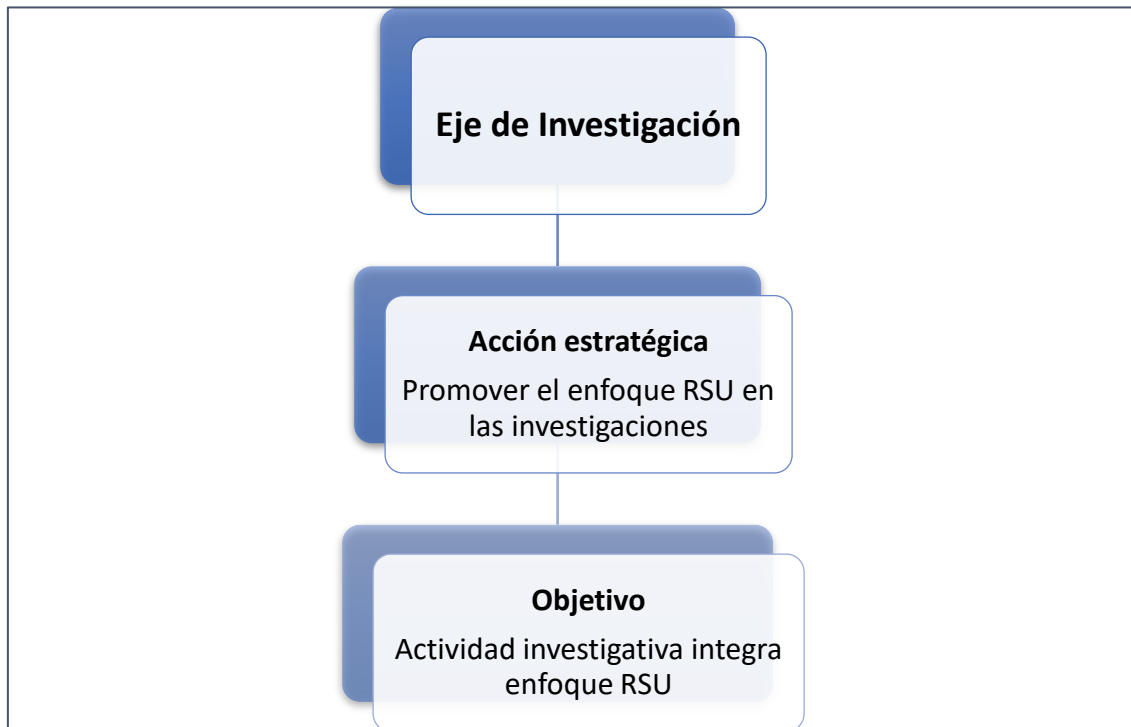 Eje de Investigación
Acción estratégica
Promover el enfoque RSU en
las investigaciones
Objetivo
Actividad investigativa integra
enfoque RSU